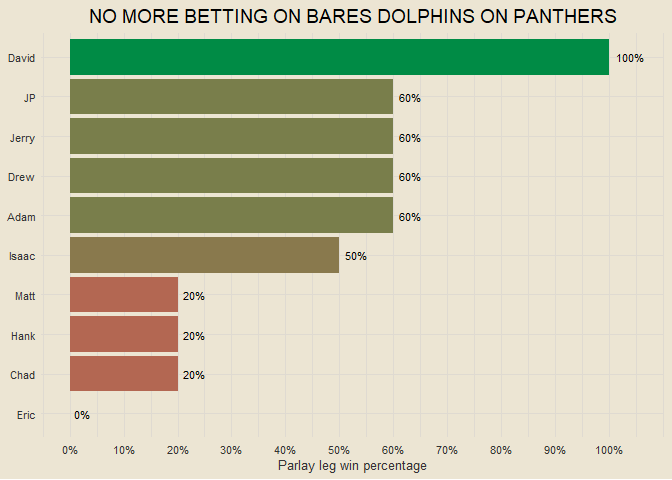 NO MORE BETTING ON BARES DOLPHINS ON PANTHERS
David 100%
JP 60%
Jerry 60%
Drew 60%
Adam 60%
Isaac 50%
Matt 20%
Hank 20%
Chad 20%
Eric 0%
0% 10% 20% 30% 40% 50% 60% 70% 80% 90% 100%
Parlay leg win percentage